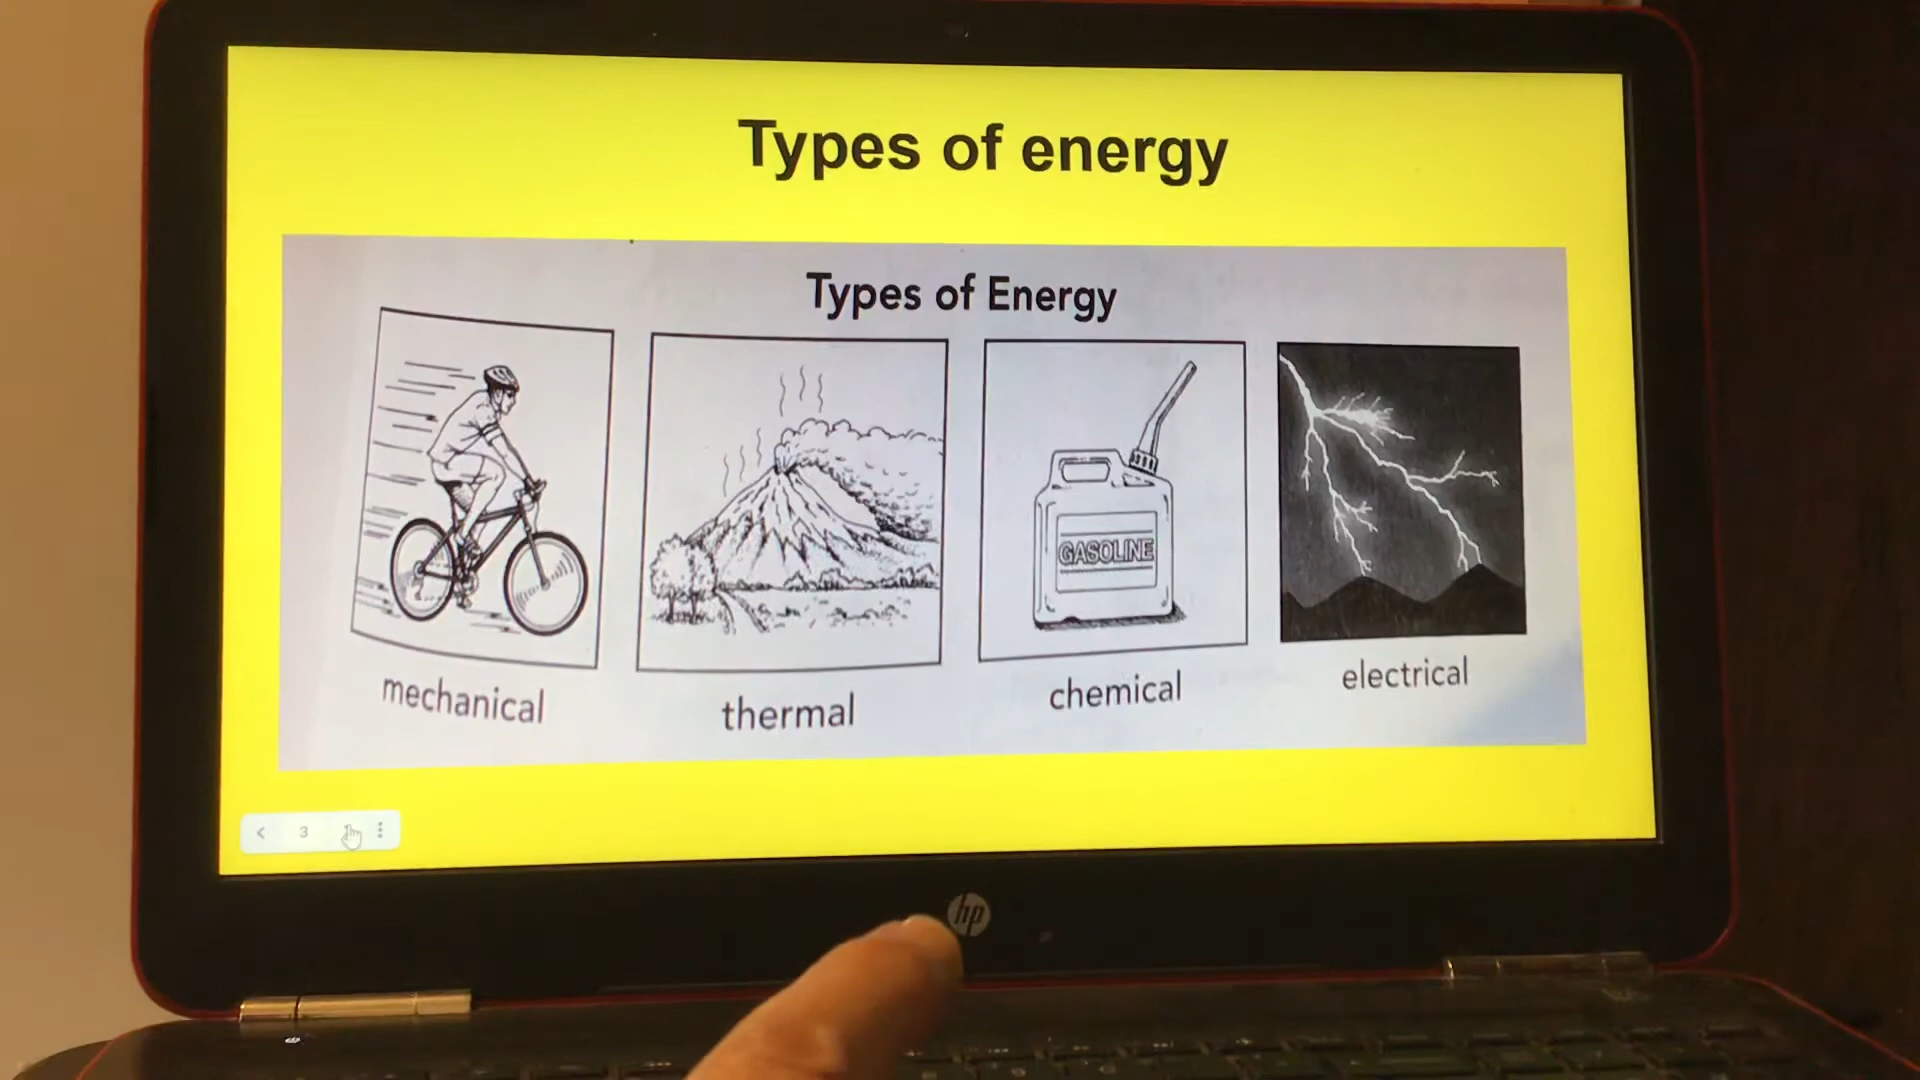 Types of energy
Types of Energy
GASOLINE
mechanical
thermal
chemical
electrical
3
hp